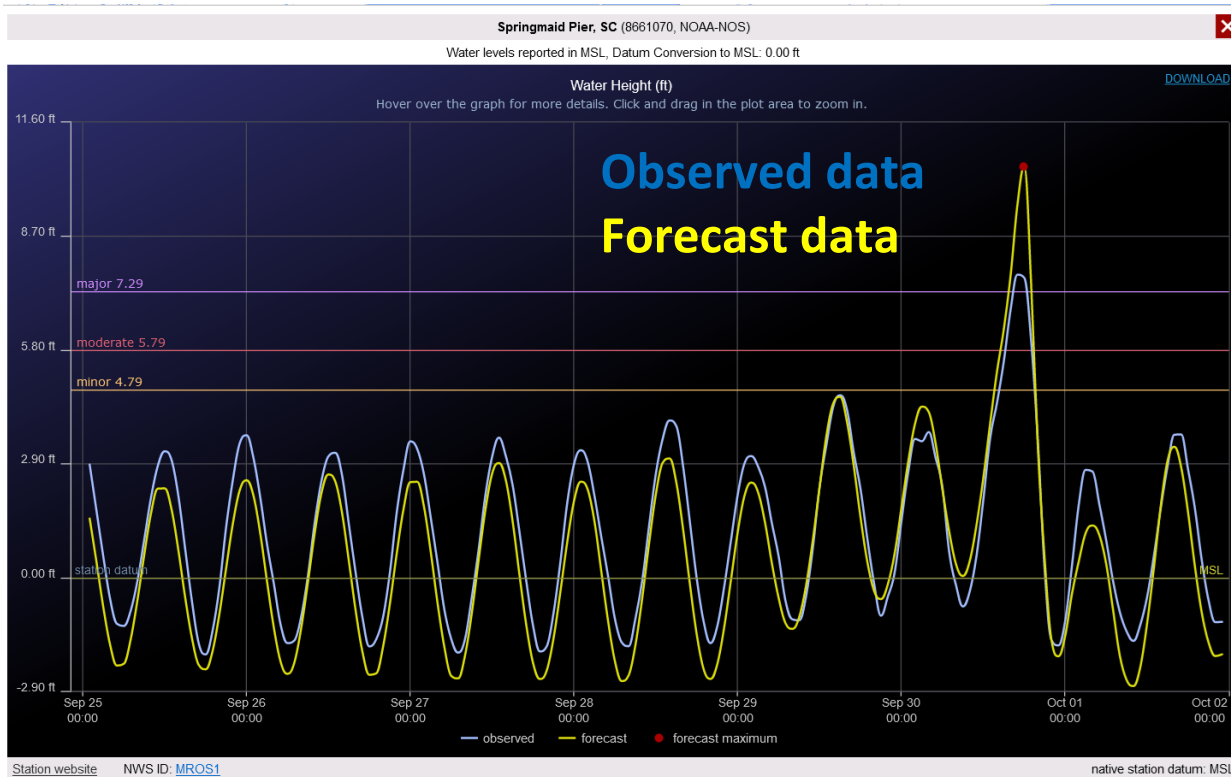 Springmaid Pier, SC (8661070, NOAA-NOS)
Water levels reported in MSL, Datum Conversion to MSL: 0.00 ft
Water Height (ft)
DOWNLOAD
Hover over the graph for more details. Click and drag in the plot area to zoom in.
11.60 ft
Observed data
Forecast data
8.70 ft
major 7.29
5.80 ft
moderate 5.79
minor 4.79
2.90 ft
0.00 ft
station datum
MSL
-2.90 ft
Sep 25 Sep 26 Sep 27 Sep 28 Sep 29 Sep 30 Oct 01 Oct 02
00:00 00:00 00:00 00:00 00:00 00:00 00:00 00:00
observed forecast forecast maximum
Station website NWS ID: MROS1 native station datum: MSL